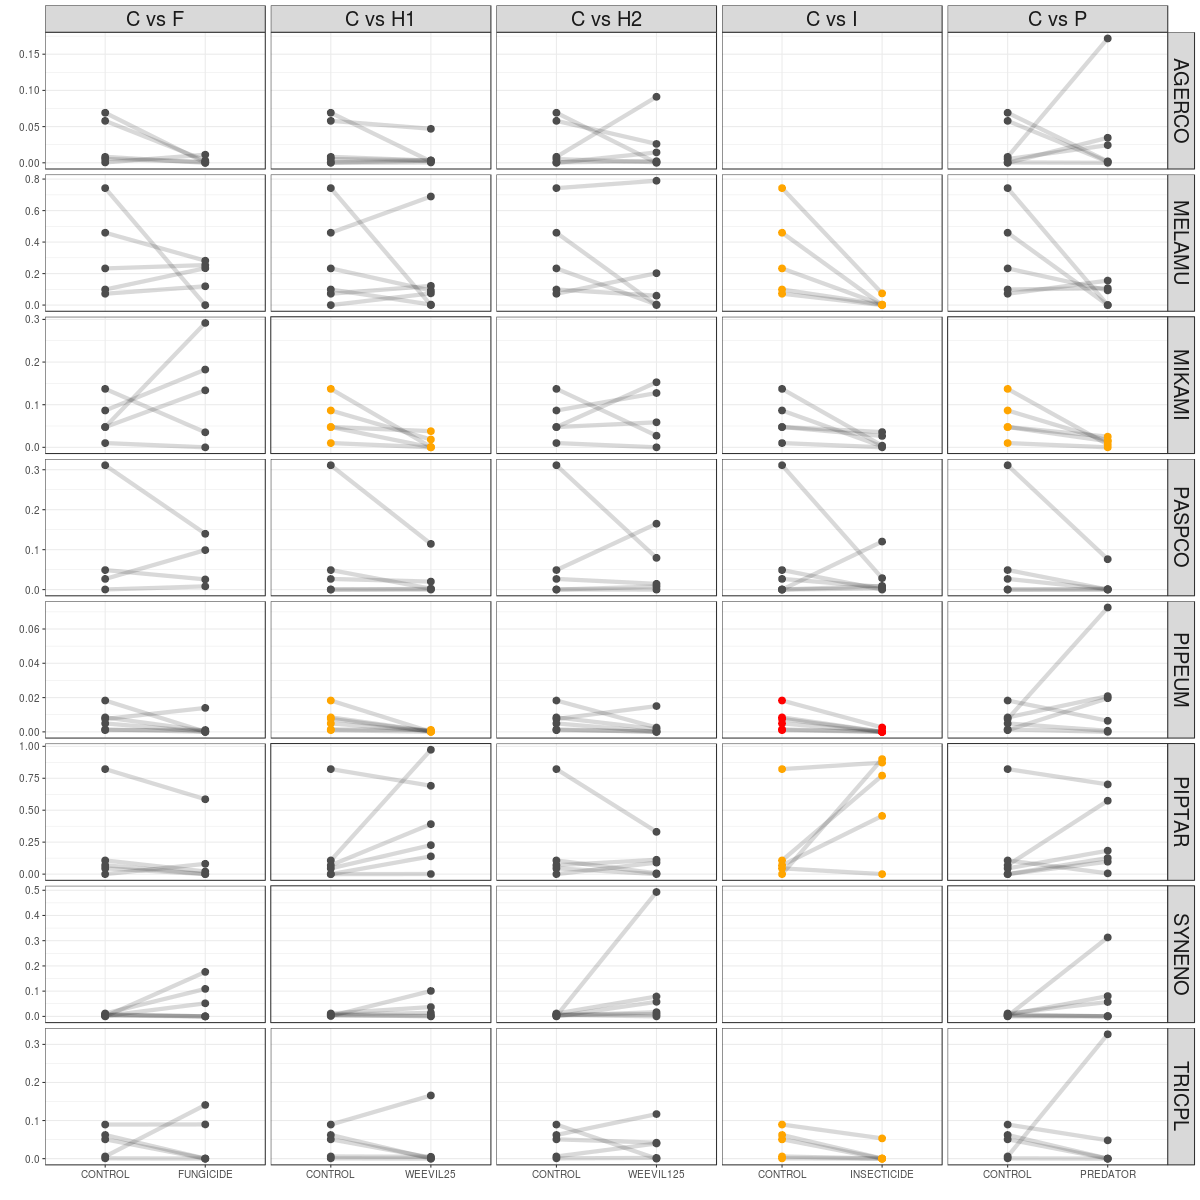 C vs F
C vs H1
C vs H2
C vs I
C vs P
0.15
0.10
0.05
0.00
AGERCO
0.8
0.6
0.4
0.2
0.0
MELAMU
0.3
0.2
0.1
0.0
MIKAMI
0.3
0.2
0.1
0.0
PASPCO
0.06
0.04
0.02
0.00
PIPEUM
1.00
0.75
0.50
0.25
0.00
PIPTAR
0.5
0.4
0.3
0.2
0.1
0.0
SYNENO
0.3
0.2
0.1
0.0
TRICPL
CONTROL FUNGICIDE
CONTROL WEEVIL25
CONTROL WEEVIL125
CONTROL INSECTICIDE
CONTROL PREDATOR